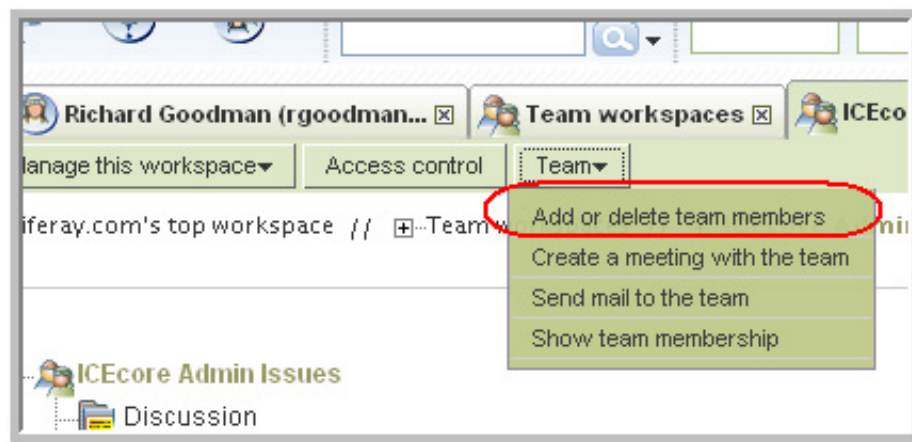 Richard Goodman (rgoodman... Team workspaces ICEco
anage this workspace Access control Team
iferay.com's top workspace // Team w
Add or delete team members
Create a meeting with the team
Send mail to the team
Show team membership
ICEcore Admin Issues
Discussion